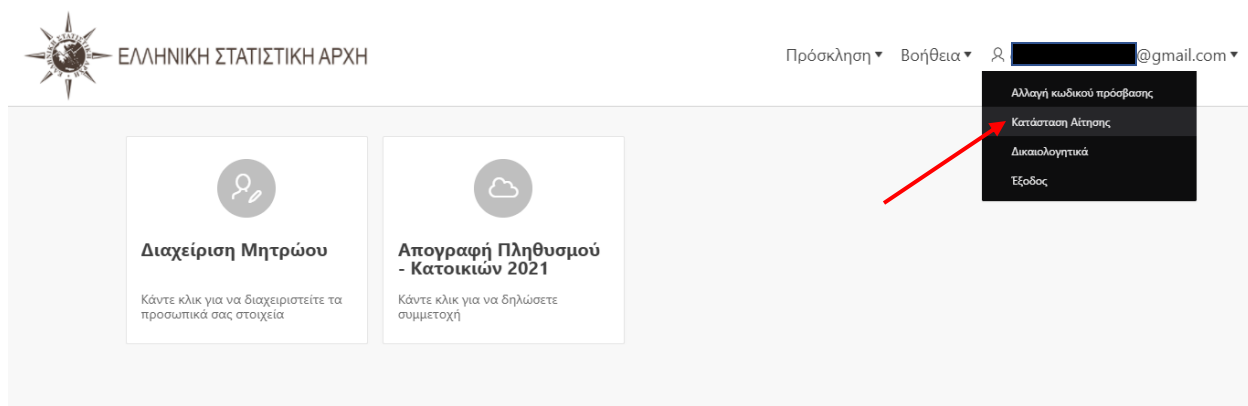 ΕΛΛΗΝΙΚΗ ΣΤΑΤΙΣΤΙΚΗ ΑΡΧΗ
Πρόσκληση ▾ Βοήθεια ▾ @gmail.com ▾
Αλλαγή κωδικού πρόσβασης
Κατάσταση Αίτησης
Δικαιολογητικά
Έξοδος
Διαχείριση Μητρώου
Κάντε κλικ για να διαχειριστείτε τα
προσωπικά σας στοιχεία
Απογραφή Πληθυσμού
- Κατοικιών 2021
Κάντε κλικ για να δηλώσετε
συμμετοχή